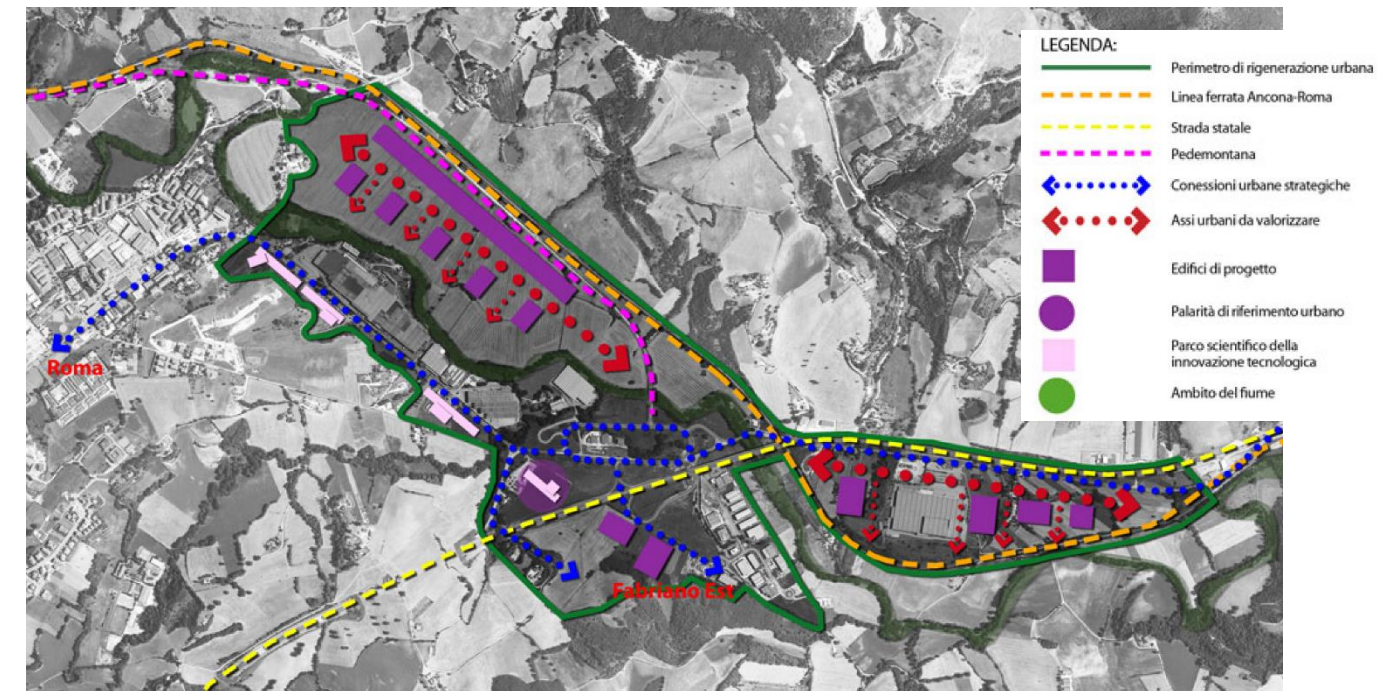 LEGENDA:
Perimetro di rigenerazione urbana
Linea ferrata Ancona-Roma
Strada statale
Pedemontana
Conessioni urbane strategiche
Assi urbani da valorizzare
Edifici di progetto
Palarità di riferimento urbano
Parco scientifico della
innovazione tecnologica
Ambito del fiume
Roma
Fabriano Est